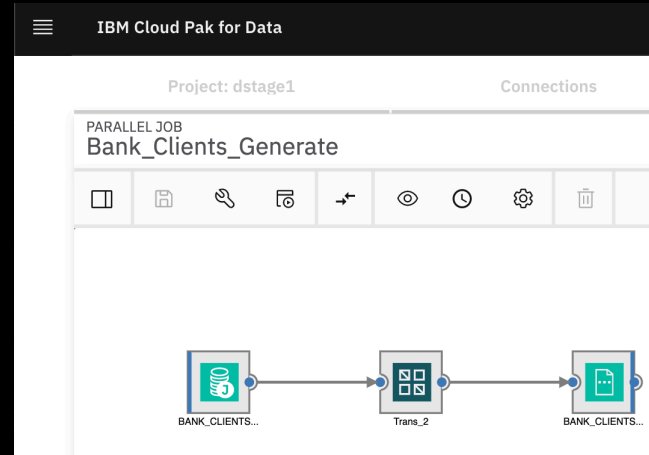 IBM Cloud Pak for Data
Project: dstage1 Connections
PARALLEL JOB
Bank_Clients_Generate
BANK_CLIENTS... Trans_2 BANK_CLIENTS...